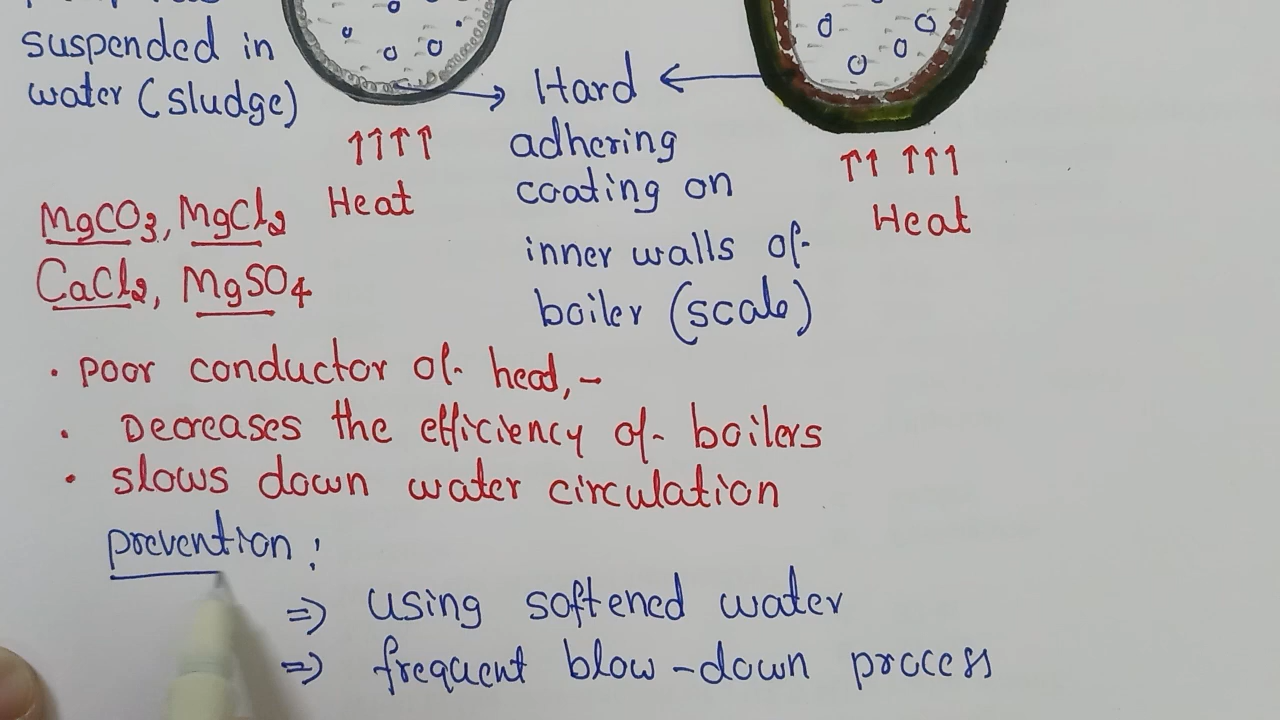 suspended in
water (sludge)
↑↑↑↑
Heat
MgCO3, MgCl2
CaCl2, MgSO4
Hard
adhering
coating on
inner walls of
boiler (scale)
↑↑ ↑↑↑
Heat
• poor conductor of heat,-
• Decreases the efficiency of boilers
• slows down water circulation
prevention:
⇒ using softened water
⇒ frequent blow-down process